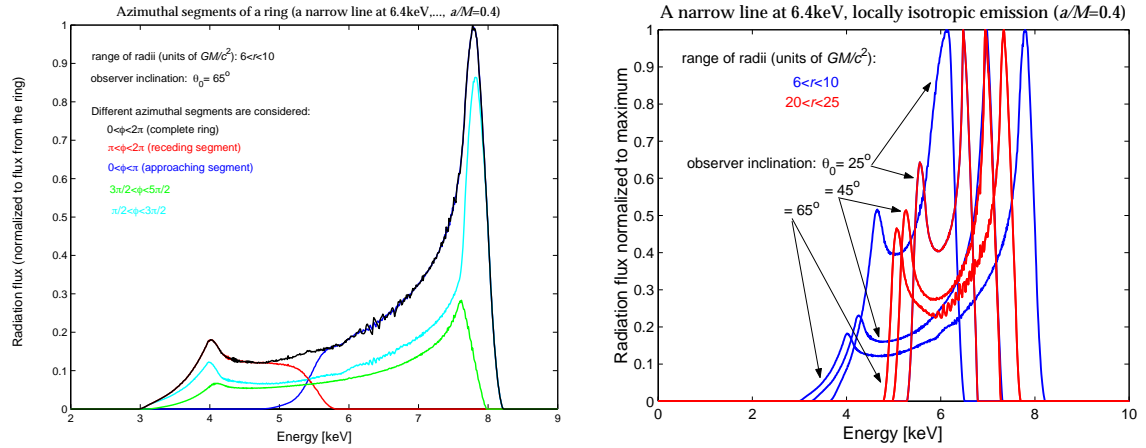 Azimuthal segments of a ring (a narrow line at 6.4keV,..., a/M=0.4)
1
0.9
0.8
0.7
0.6
0.5
0.4
0.3
0.2
0.1
0
Radiation flux (normalized to flux from the ring)
range of radii (units of GM/c²): 6<r<10
observer inclination: θ₀= 65°
Different azimuthal segments are considered:
0<φ<2π (complete ring)
π<φ<2π (receding segment)
0<φ<π (approaching segment)
3π/2<φ<5π/2
π/2<φ<3π/2
2 3 4 5 6 7 8 9
Energy [keV]
A narrow line at 6.4keV, locally isotropic emission (a/M=0.4)
1
0.9
0.8
0.7
0.6
0.5
0.4
0.3
0.2
0.1
0
Radiation flux normalized to maximum
range of radii (units of GM/c²):
6<r<10
20<r<25
observer inclination: θ₀= 25°
= 45°
= 65°
0 2 4 6 8 10
Energy [keV]